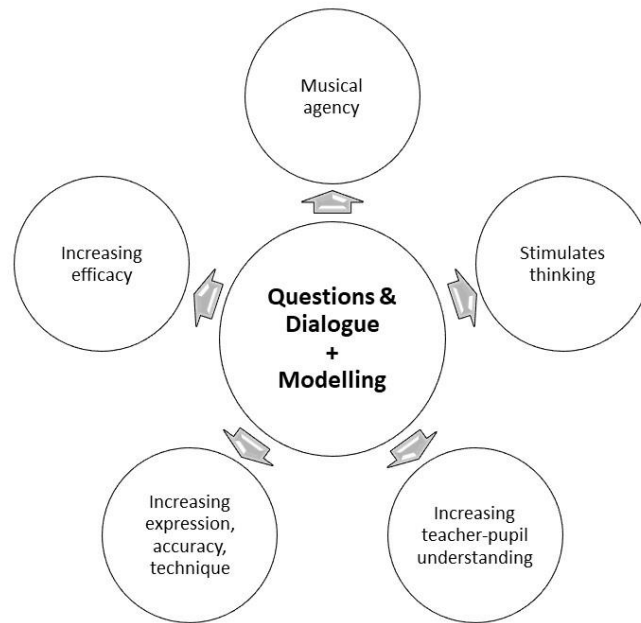 Musical
agency
Increasing
efficacy
Stimulates
thinking
Questions &
Dialogue
+
Modelling
Increasing
expression,
accuracy,
technique
Increasing
teacher-pupil
understanding